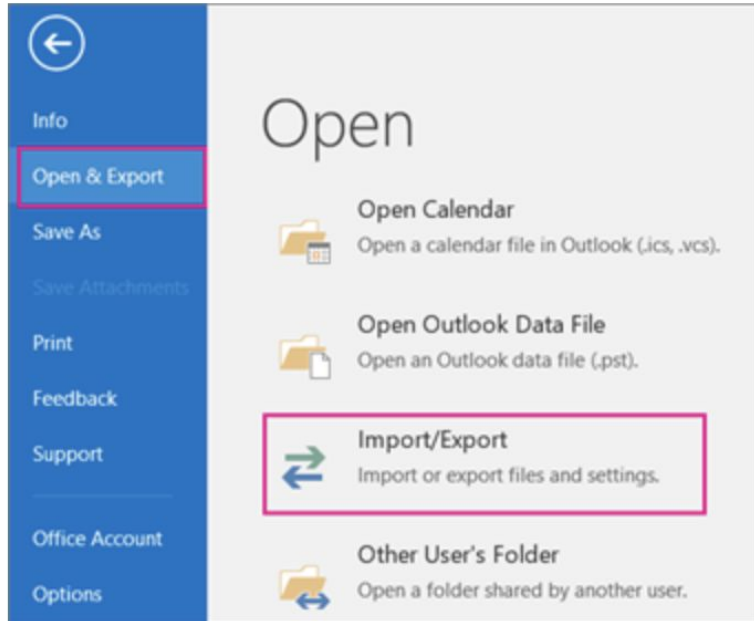 Info
Open & Export
Save As
Save Attachments
Print
Feedback
Support
Office Account
Options
Open
Open Calendar
Open a calendar file in Outlook (.ics, .vcs).
Open Outlook Data File
Open an Outlook data file (.pst).
Import/Export
Import or export files and settings.
Other User's Folder
Open a folder shared by another user.